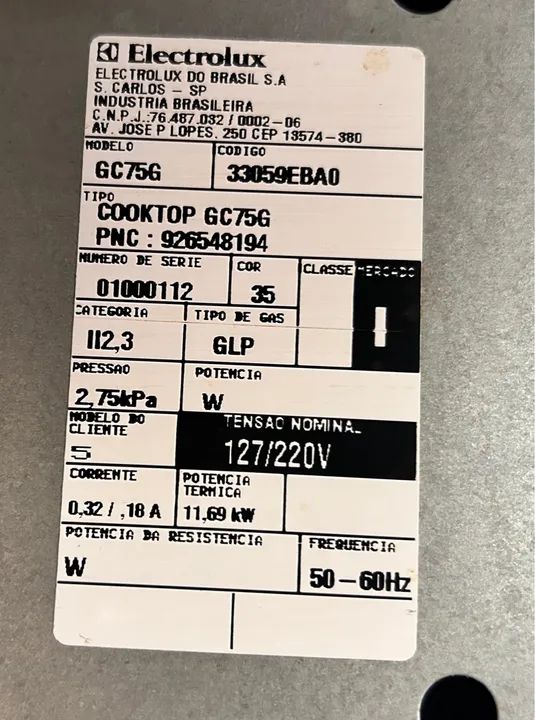 Electrolux
ELECTROLUX DO BRASIL S.A
S. CARLOS - SP
INDUSTRIA BRASILEIRA
C.N.P.J.:76.487.032 / 0002-06
AV. JOSE P LOPES, 250 CEP 13574-380
MODELO CODIGO
GC75G 33059EBA0
TIPO
COOKTOP GC75G
PNC : 926548194
NUMERO DE SERIE COR CLASSE MERCADO
01000112 35 I
CATEGORIA TIPO DE GAS
II2,3 GLP
PRESSAO POTENCIA
2,75kPa W
MODELO DO CLIENTE TENSAO NOMINAL
5 127/220V
CORRENTE POTENCIA TERMICA
0,32 / ,18 A 11,69 kW
POTENCIA DA RESISTENCIA FREQUENCIA
W 50-60Hz